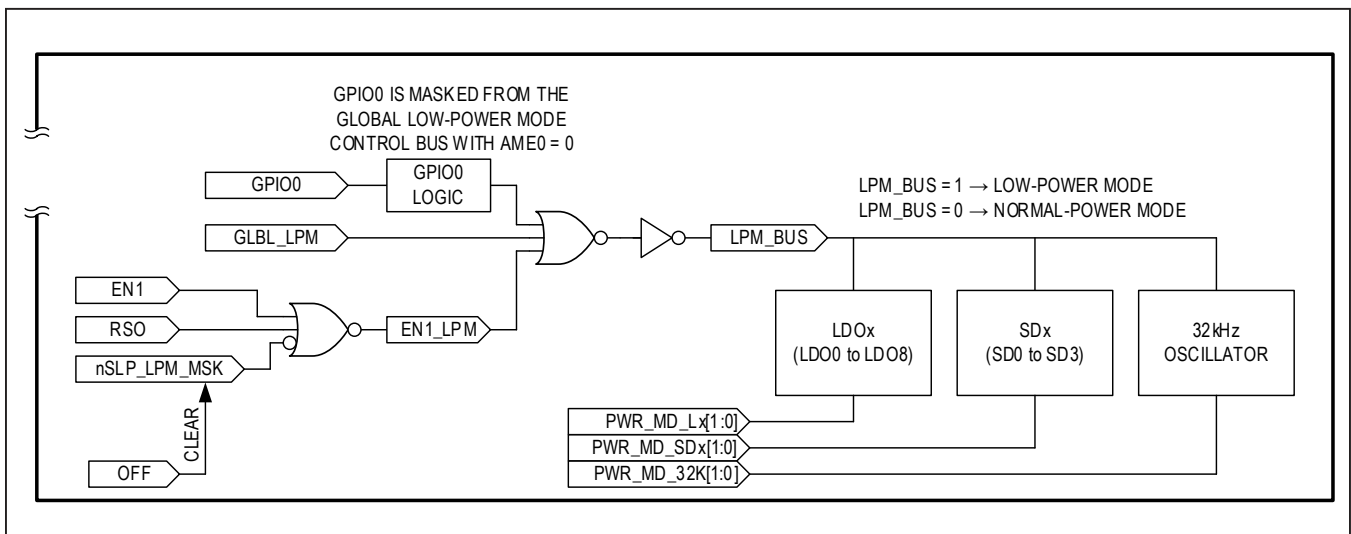 GPIO0 IS MASKED FROM THE
GLOBAL LOW-POWER MODE
CONTROL BUS WITH AME0 = 0
GPIO0
GPIO0
LOGIC
GLBL_LPM
LPM_BUS = 1 → LOW-POWER MODE
LPM_BUS = 0 → NORMAL-POWER MODE
LPM_BUS
EN1
RSO
nSLP_LPM_MSK
EN1_LPM
CLEAR
OFF
LDOx
(LDO0 to LDO8)
SDx
(SD0 to SD3)
32kHz
OSCILLATOR
PWR_MD_Lx[1:0]
PWR_MD_SDx[1:0]
PWR_MD_32K[1:0]